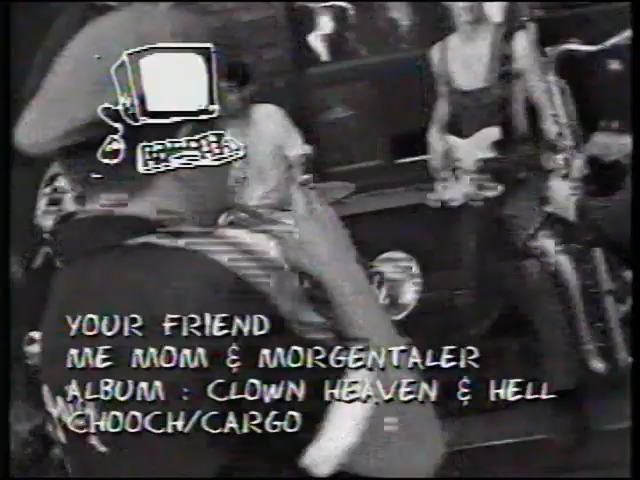 YOUR FRIEND
ME MOM & MORGENTALER
ALBUM : CLOWN HEAVEN & HELL
CHOOCH/CARGO